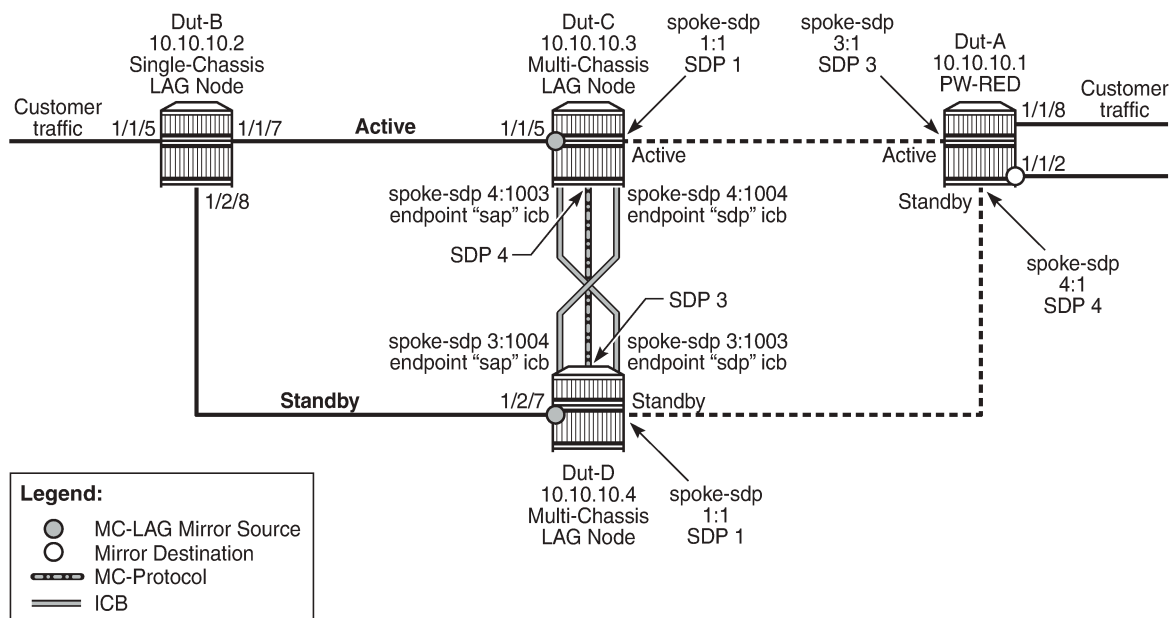 Dut-B
10.10.10.2
Single-Chassis
LAG Node
Dut-C
10.10.10.3
Multi-Chassis
LAG Node
spoke-sdp
1:1
SDP 1
spoke-sdp
3:1
SDP 3
Dut-A
10.10.10.1
PW-RED
Customer
traffic
1/1/5
1/1/7
Active
1/1/5
Active
Active
1/1/8
Customer
traffic
1/1/2
Standby
1/2/8
spoke-sdp 4:1003
endpoint “sap” icb
spoke-sdp 4:1004
endpoint “sdp” icb
SDP 4
spoke-sdp
4:1
SDP 4
SDP 3
spoke-sdp 3:1004
endpoint “sap” icb
spoke-sdp 3:1003
endpoint “sdp” icb
Standby
1/2/7
Standby
Dut-D
10.10.10.4
Multi-Chassis
LAG Node
spoke-sdp
1:1
SDP 1
Legend:
MC-LAG Mirror Source
Mirror Destination
MC-Protocol
ICB